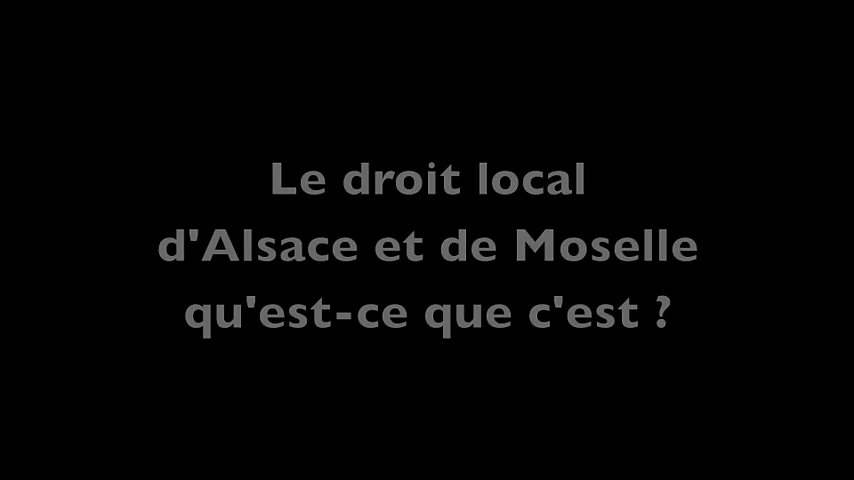 Le droit local
d'Alsace et de Moselle
qu'est-ce que c'est ?